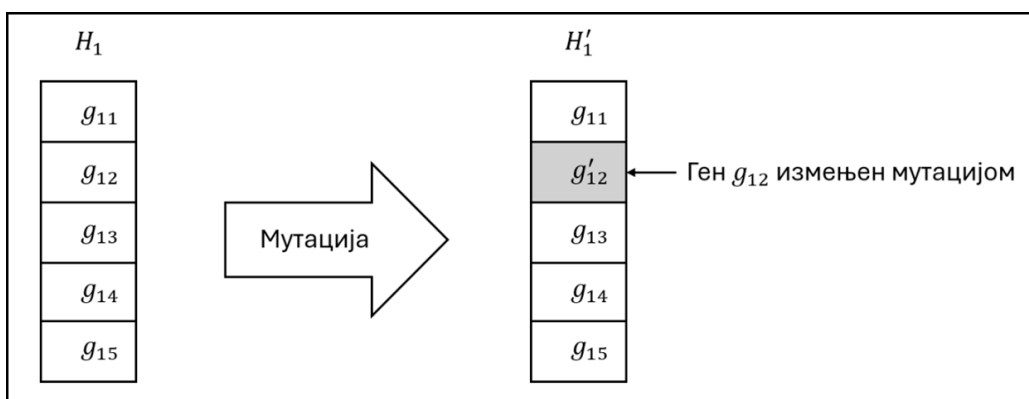 H₁
g₁₁
g₁₂
g₁₃
g₁₄
g₁₅
Мутација
H′₁
g₁₁
g′₁₂
g₁₃
g₁₄
g₁₅
Ген g₁₂ измењен мутацијом